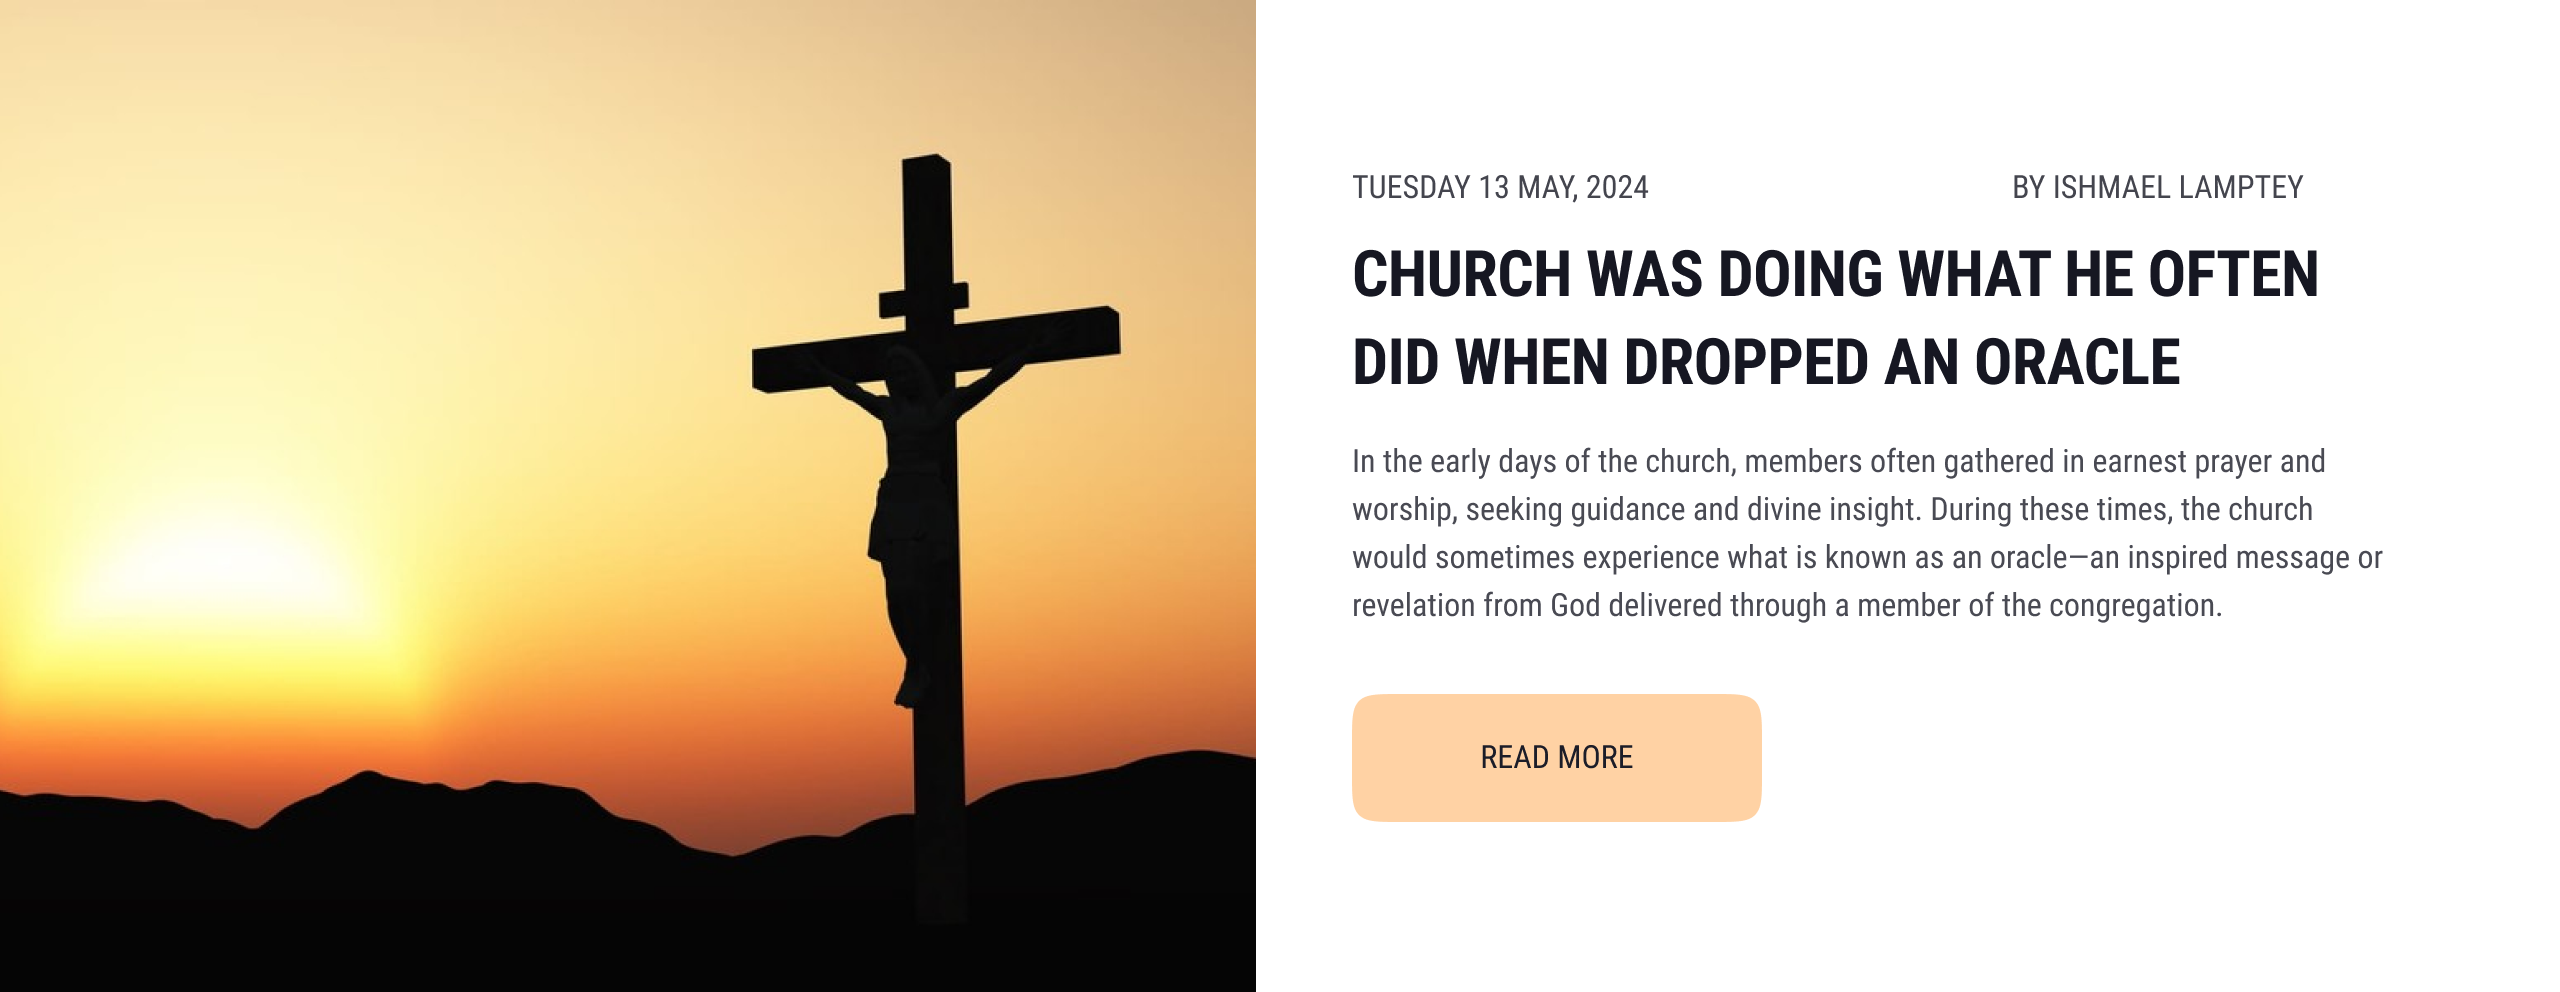 TUESDAY 13 MAY, 2024
BY ISHMAEL LAMPTEY
CHURCH WAS DOING WHAT HE OFTEN
DID WHEN DROPPED AN ORACLE
In the early days of the church, members often gathered in earnest prayer and
worship, seeking guidance and divine insight. During these times, the church
would sometimes experience what is known as an oracle—an inspired message or
revelation from God delivered through a member of the congregation.
READ MORE